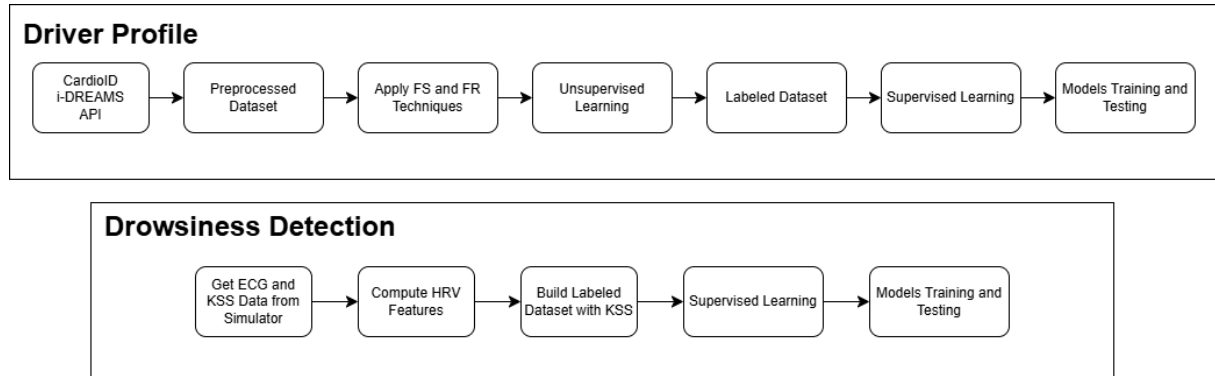 Driver Profile
CardioID
i-DREAMS
API
Preprocessed
Dataset
Apply FS and FR
Techniques
Unsupervised
Learning
Labeled Dataset
Supervised Learning
Models Training and
Testing
Drowsiness Detection
Get ECG and
KSS Data from
Simulator
Compute HRV
Features
Build Labeled
Dataset with KSS
Supervised Learning
Models Training and
Testing